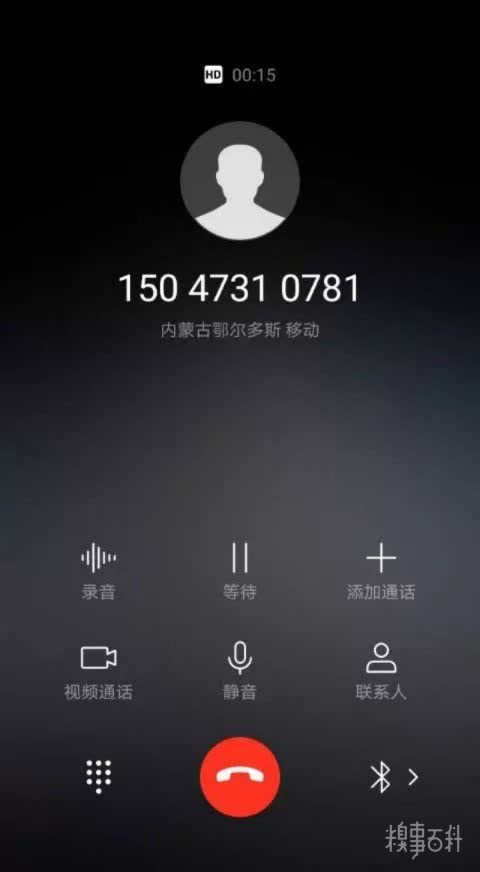 HD 00:15
150 4731 0781
内蒙古鄂尔多斯 移动
录音 等待 添加通话
视频通话 静音 联系人
糗事百科